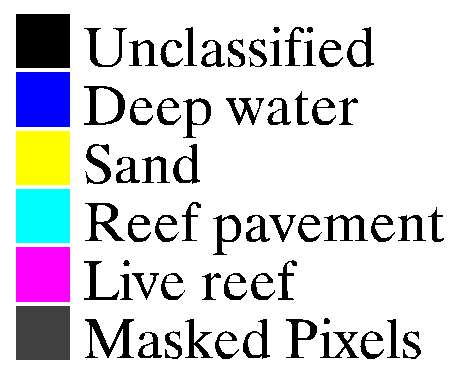 Unclassified
Deep water
Sand
Reef pavement
Live reef
Masked Pixels